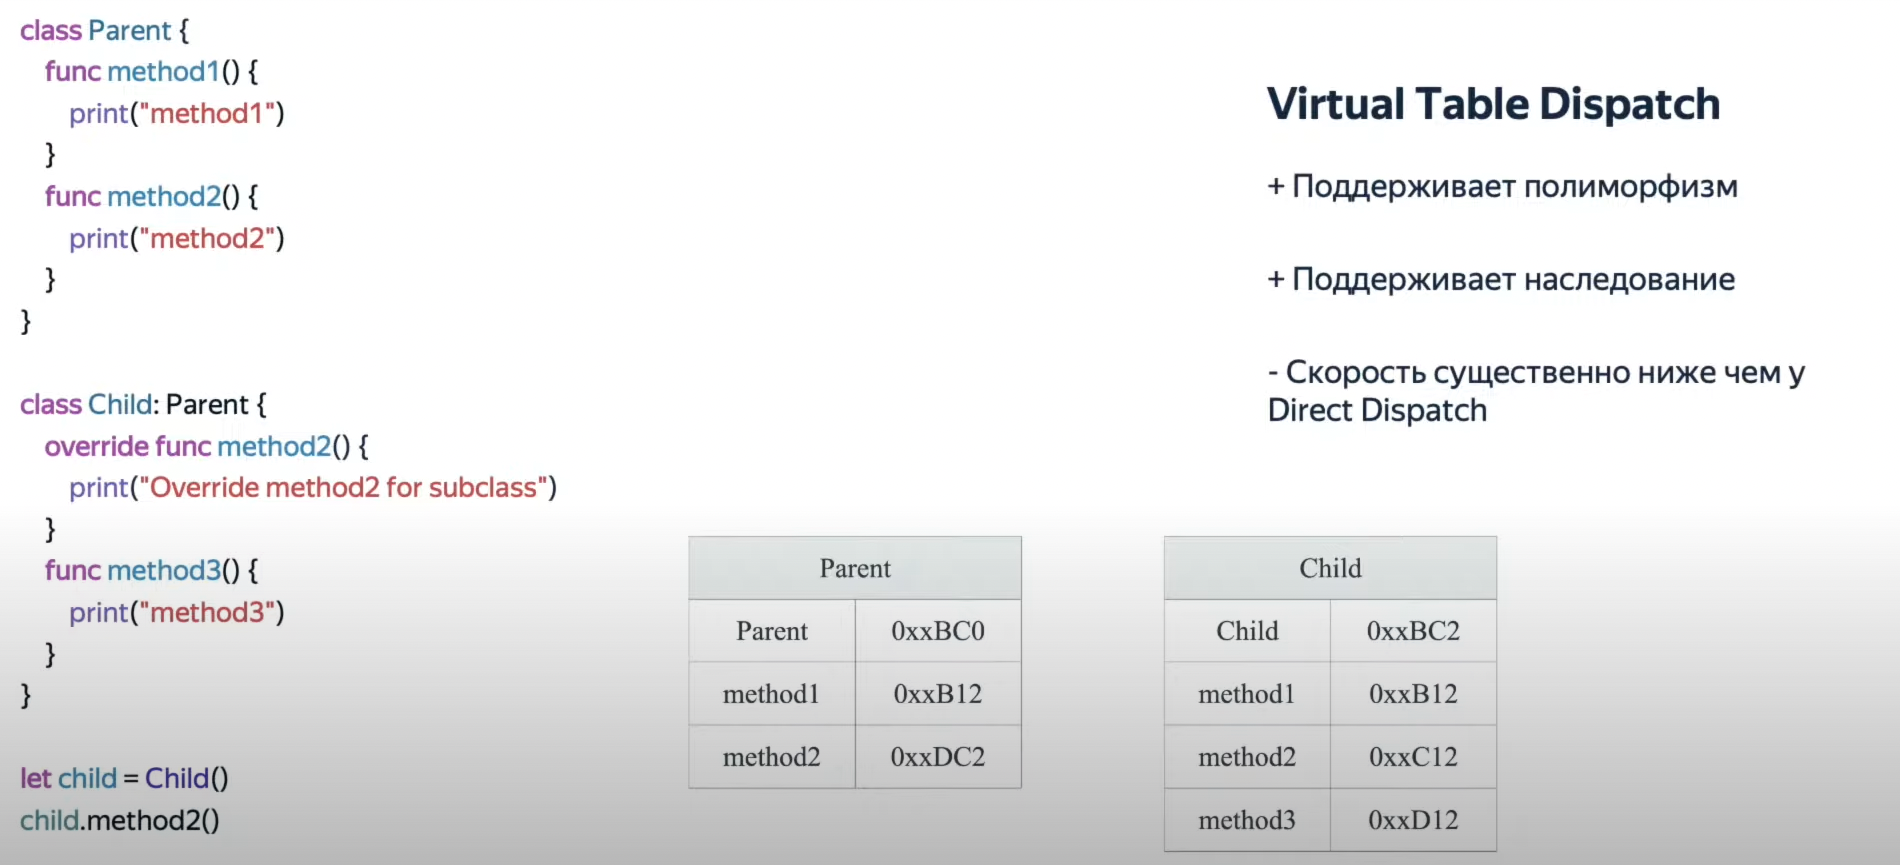 class Parent {
func method1() {
print("method1")
}
func method2() {
print("method2")
}
}
class Child: Parent {
override func method2() {
print("Override method2 for subclass")
}
func method3() {
print("method3")
}
}
let child = Child()
child.method2()
Virtual Table Dispatch
+ Поддерживает полиморфизм
+ Поддерживает наследование
- Скорость существенно ниже чем у
Direct Dispatch
Parent
Parent 0xxBC0
method1 0xxB12
method2 0xxDC2
Child
Child 0xxBC2
method1 0xxB12
method2 0xxC12
method3 0xxD12